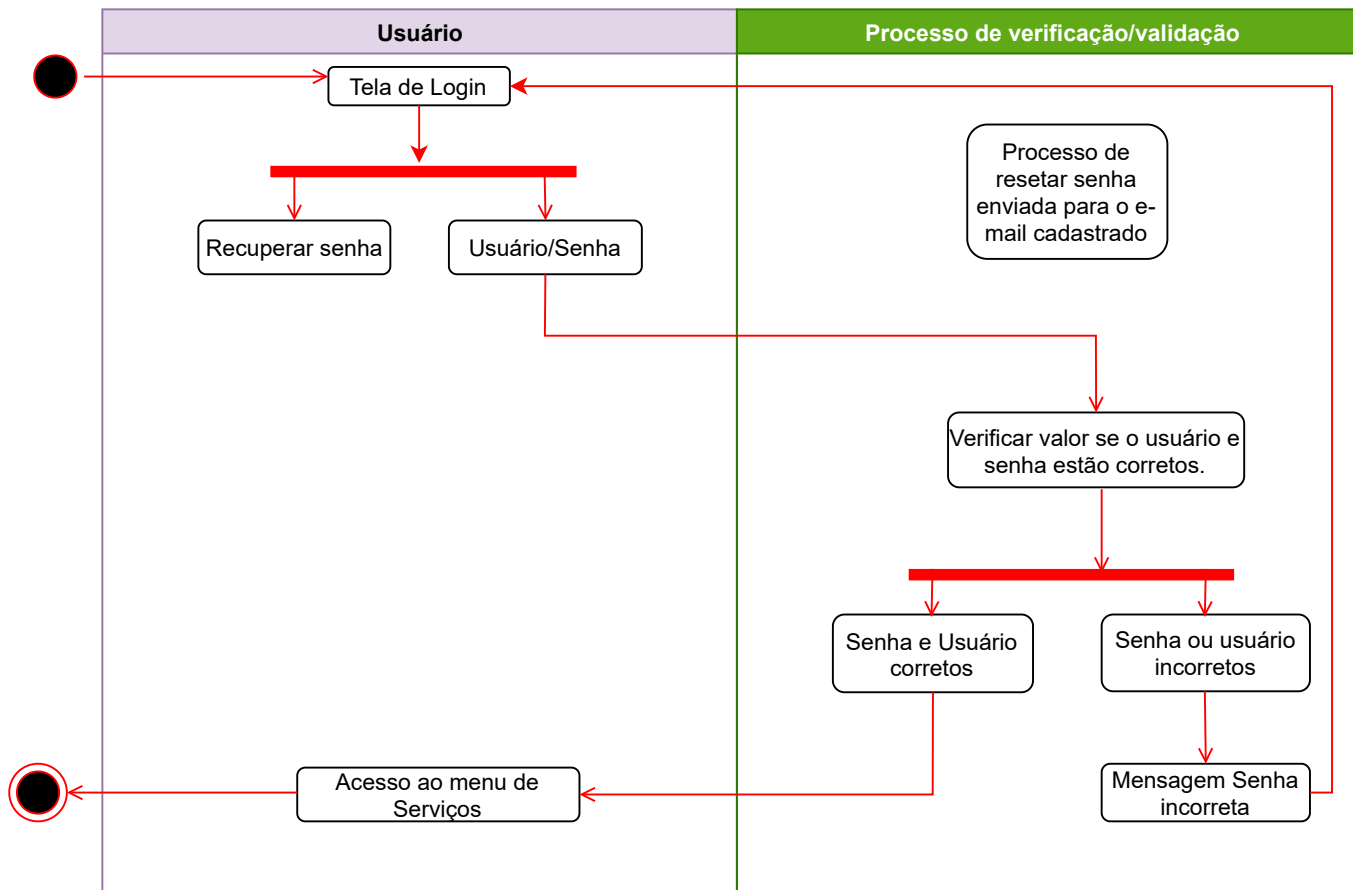 Usuário
Processo de verificação/validação
Tela de Login
Processo de
resetar senha
enviada para o e-
mail cadastrado
Recuperar senha
Usuário/Senha
Verificar valor se o usuário e
senha estão corretos.
Senha e Usuário
corretos
Senha ou usuário
incorretos
Acesso ao menu de
Serviços
Mensagem Senha
incorreta